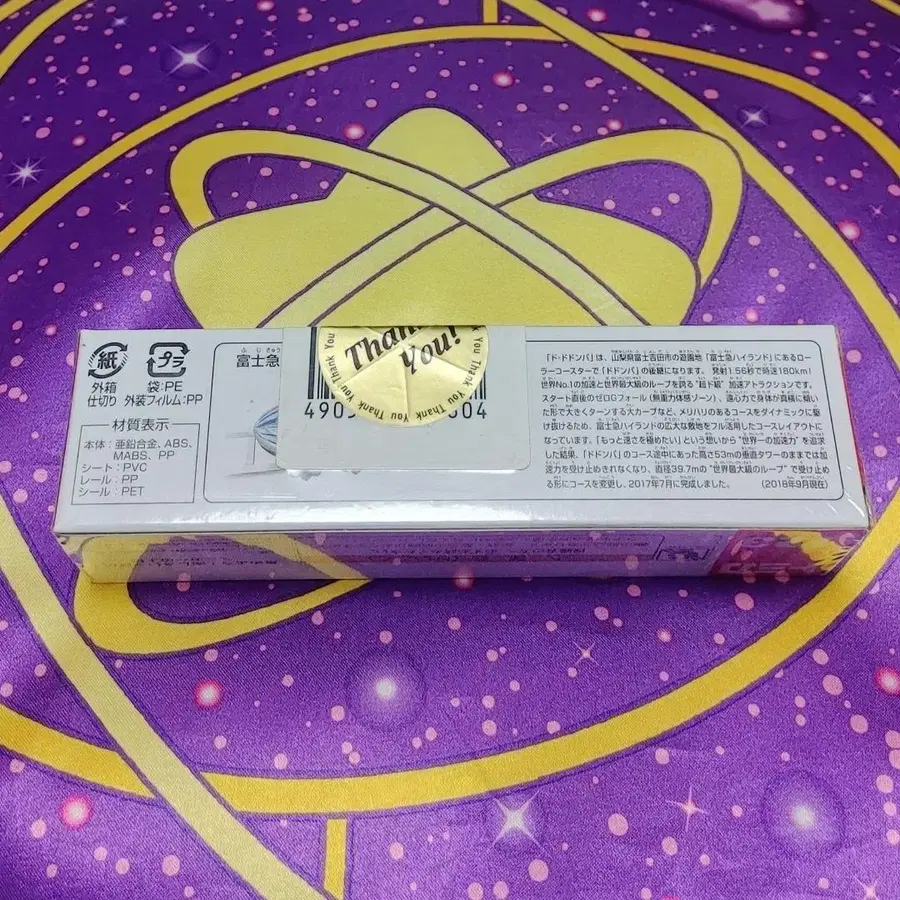 紙
外箱
仕切り
プラ
袋:PE
外装フィルム:PP
材質表示
本体:亜鉛合金、ABS、
MABS、PP
シート:PVC
レール:PP
シール:PET
富士急
Thank
You!
Thank You
Thank You
490
004
「ド・ドドンパ」は、山梨県富士吉田市の遊園地「富士急ハイランド」にあるロー
ラーコースターで「ドドンパ」の後継になります。発射1.56秒で時速180km!
世界No.1の加速と世界最大級のループを誇る"超ド級"加速アトラクションです。
スタート直後のゼロGフォール(無重力体感ゾーン)、遠心力で身体が真横に傾い
た形で大きくターンする大カーブなど、メリハリのあるコースをダイナミックに駆
け抜けるため、富士急ハイランドの広大な敷地をフル活用したコースレイアウトに
なっています。「もっと速さを極めたい」という想いから"世界一の加速力"を追求
した結果、「ドドンパ」のコース途中にあった高さ53mの垂直タワーのままでは加
速力を受け止めきれなくなり、直径39.7mの"世界最大級のループ"で受け止め
る形にコースを変更し、2017年7月に完成しました。 (2018年9月現在)